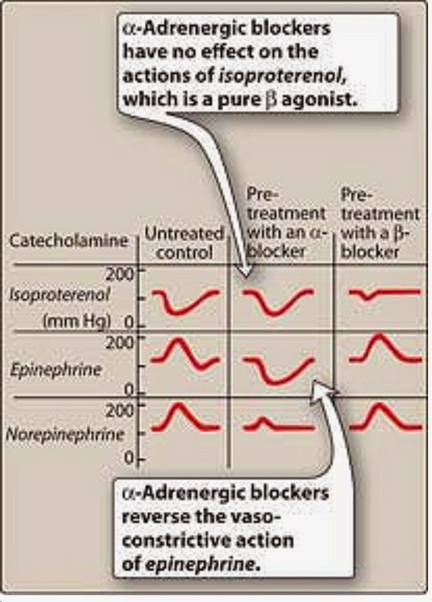 α-Adrenergic blockers
have no effect on the
actions of isoproterenol,
which is a pure β agonist.
Catecholamine
Untreated
control
Pre-
treatment
with an α-
blocker
Pre-
treatment
with a β-
blocker
200
Isoproterenol
(mm Hg)
0
200
Epinephrine
0
200
Norepinephrine
0
α-Adrenergic blockers
reverse the vaso-
constrictive action
of epinephrine.